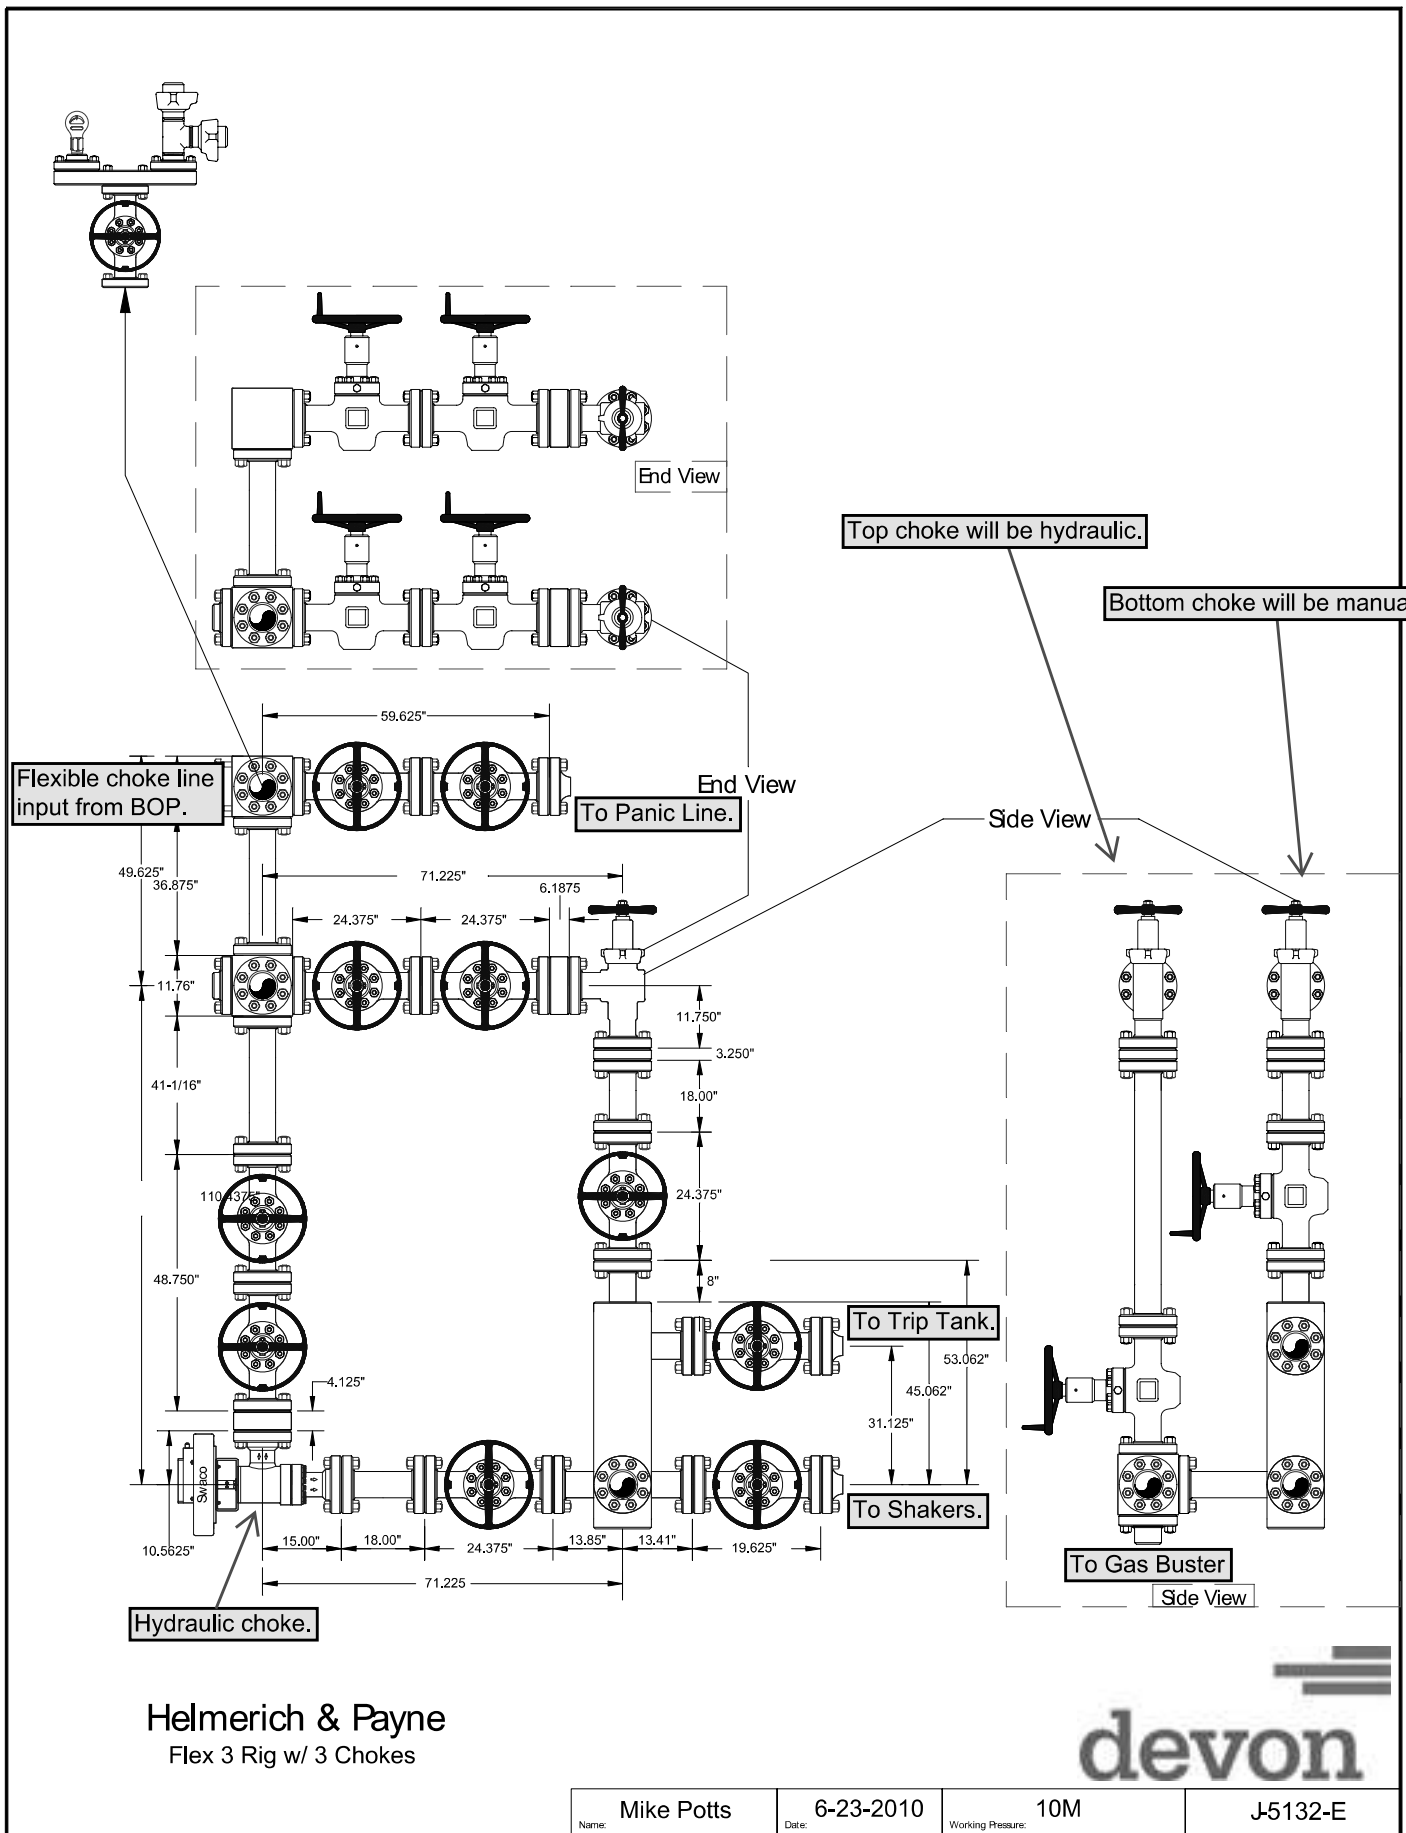 End View
Top choke will be hydraulic.
Bottom choke will be manua
59.625"
Flexible choke line
input from BOP.
End View
To Panic Line.
Side View
49.625"
36.875"
71.225"
6.1875
24.375"
24.375"
11.76"
11.750"
3.250"
41-1/16"
18.00"
110.4375"
24.375"
48.750"
8"
To Trip Tank.
53.062"
4.125"
45.062"
31.125"
Swaco
To Shakers.
10.5625"
15.00"
18.00"
24.375"
13.85"
13.41"
19.625"
71.225
To Gas Buster
Side View
Hydraulic choke.
Helmerich & Payne
Flex 3 Rig w/ 3 Chokes
devon
Name: Mike Potts
Date: 6-23-2010
Working Pressure: 10M
J-5132-E